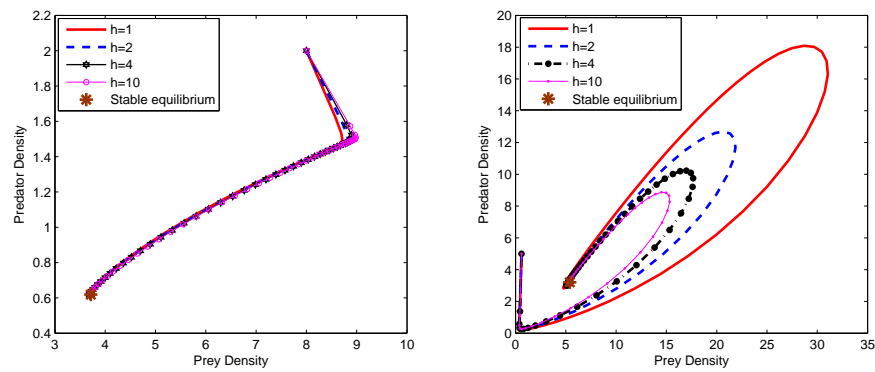 2.2
2
1.8
1.6
1.4
1.2
1
0.8
0.6
0.4
3 4 5 6 7 8 9 10
Prey Density
Predator Density
h=1
h=2
h=4
h=10
Stable equilibrium
20
18
16
14
12
10
8
6
4
2
0
0 5 10 15 20 25 30 35
Prey Density
Predator Density
h=1
h=2
h=4
h=10
Stable equilibrium